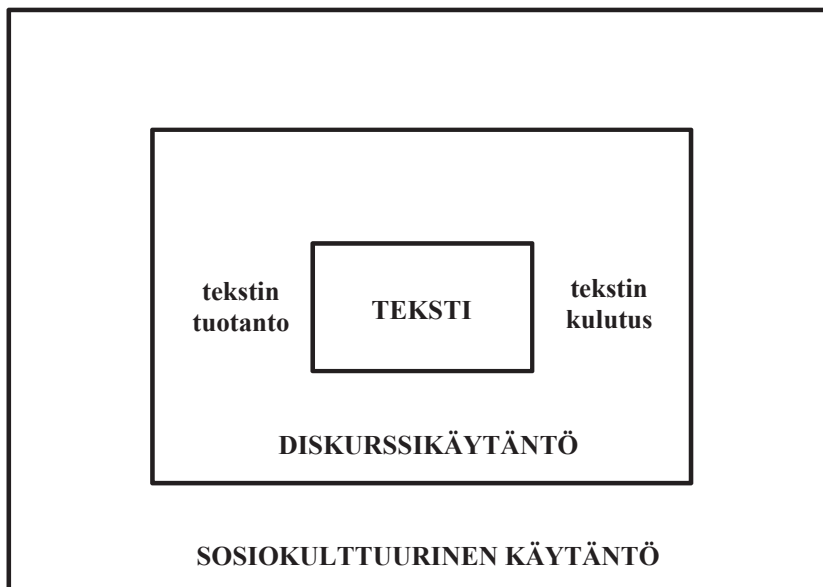 tekstin
tuotanto
TEKSTI
tekstin
kulutus
DISKURSSIKÄYTÄNTÖ
SOSIOKULTTUURINEN KÄYTÄNTÖ